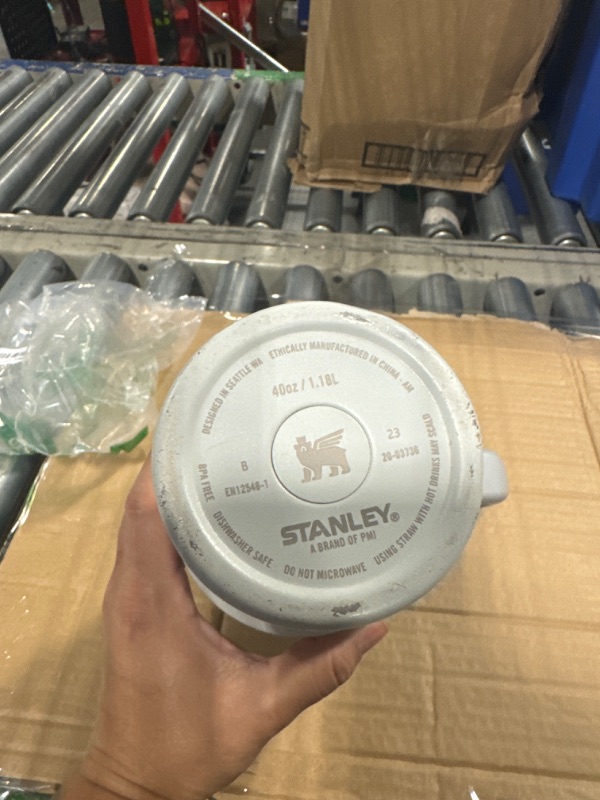 DESIGNED IN SEATTLE WA
ETHICALLY MANUFACTURED IN CHINA - AM
40oz / 1.18L
B
EN12546-1
23
20-03736
STANLEY®
A BRAND OF PMI
BPA FREE
DISHWASHER SAFE
DO NOT MICROWAVE
USING STRAW WITH HOT DRINKS MAY SCALD